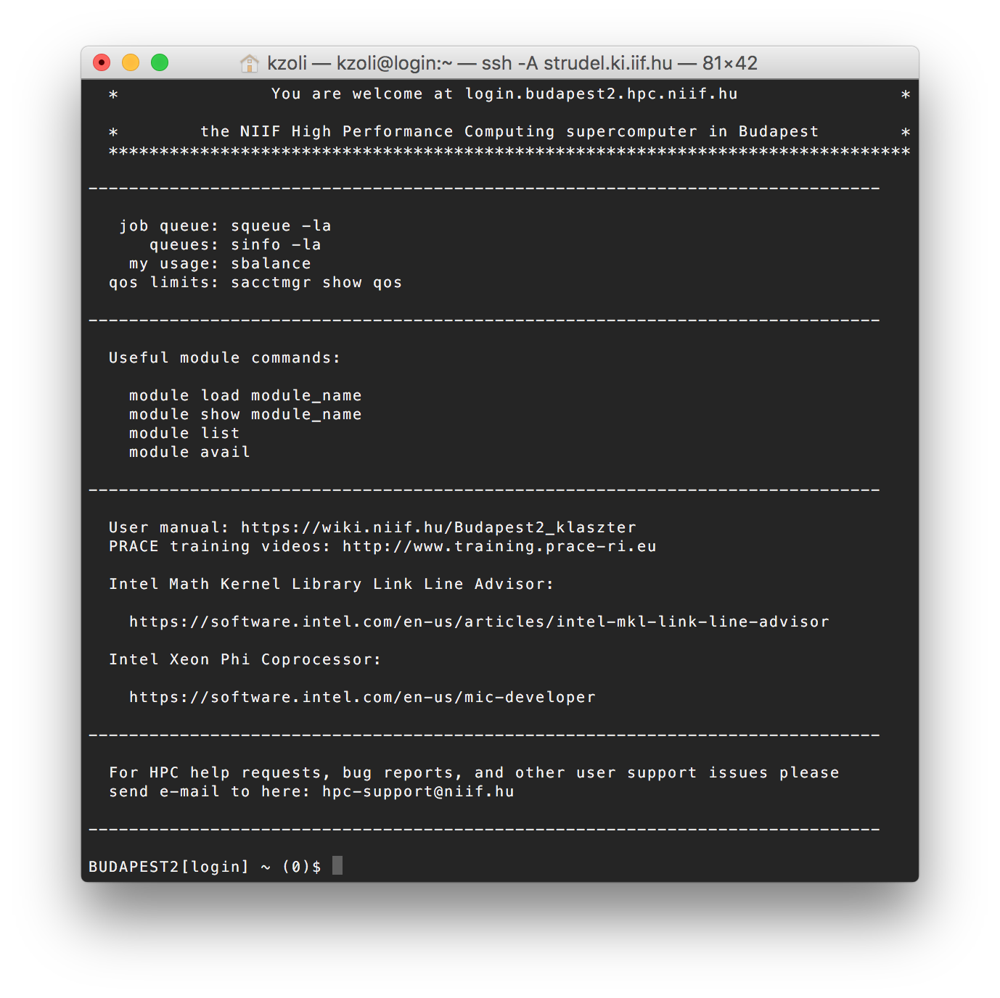 kzoli — kzoli@login:~ — ssh -A strudel.ki.iif.hu — 81×42
* You are welcome at login.budapest2.hpc.niif.hu *
* the NIIF High Performance Computing supercomputer in Budapest *
*******************************************************************************
------------------------------------------------------------------------------
job queue: squeue -la
queues: sinfo -la
my usage: sbalance
qos limits: sacctmgr show qos
------------------------------------------------------------------------------
Useful module commands:
module load module_name
module show module_name
module list
module avail
------------------------------------------------------------------------------
User manual: https://wiki.niif.hu/Budapest2_klaszter
PRACE training videos: http://www.training.prace-ri.eu
Intel Math Kernel Library Link Line Advisor:
https://software.intel.com/en-us/articles/intel-mkl-link-line-advisor
Intel Xeon Phi Coprocessor:
https://software.intel.com/en-us/mic-developer
------------------------------------------------------------------------------
For HPC help requests, bug reports, and other user support issues please
send e-mail to here: hpc-support@niif.hu
------------------------------------------------------------------------------
BUDAPEST2[login] ~ (0)$